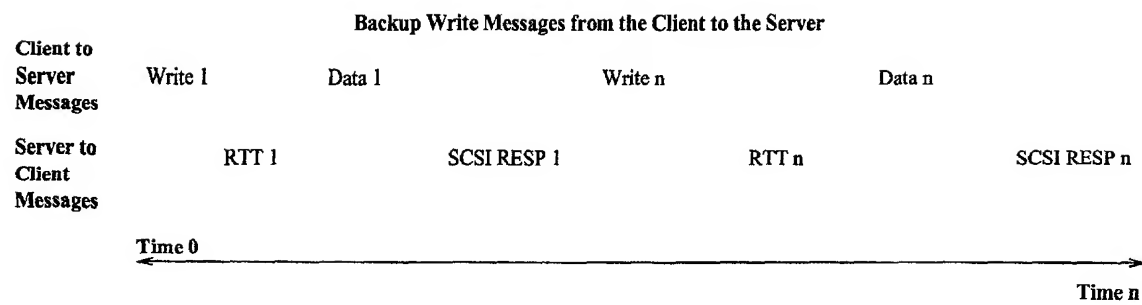 Backup Write Messages from the Client to the Server
Client to
Server
Messages
Write 1 Data 1 Write n Data n
Server to
Client
Messages
RTT 1 SCSI RESP 1 RTT n SCSI RESP n
Time 0
Time n